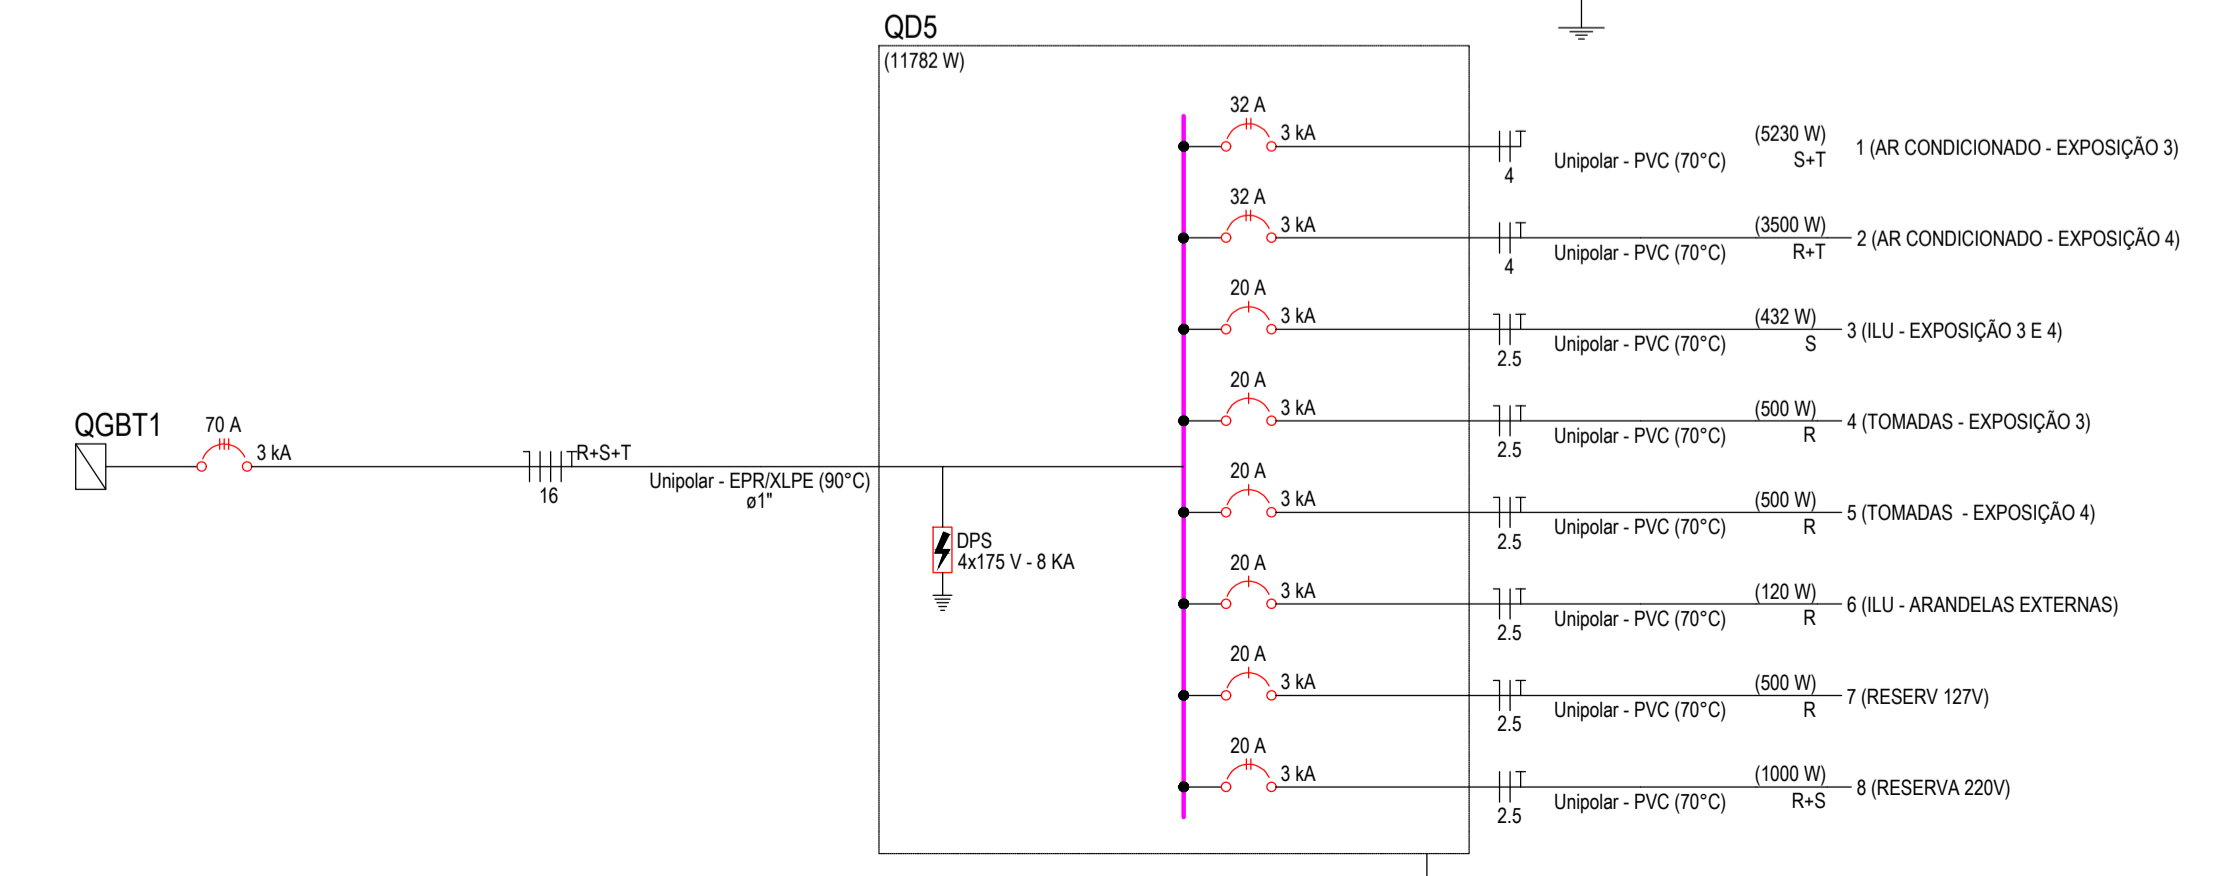 QD5
(11782 W)
32 A
3 kA
4
Unipolar - PVC (70°C)
(5230 W)
S+T
1 (AR CONDICIONADO - EXPOSIÇÃO 3)
32 A
3 kA
4
Unipolar - PVC (70°C)
(3500 W)
R+T
2 (AR CONDICIONADO - EXPOSIÇÃO 4)
20 A
3 kA
2.5
Unipolar - PVC (70°C)
(432 W)
S
3 (ILU - EXPOSIÇÃO 3 E 4)
20 A
3 kA
2.5
Unipolar - PVC (70°C)
(500 W)
R
4 (TOMADAS - EXPOSIÇÃO 3)
QGBT1
70 A
3 kA
16
R+S+T
Unipolar - EPR/XLPE (90°C)
ø1"
DPS
4x175 V - 8 KA
20 A
3 kA
2.5
Unipolar - PVC (70°C)
(500 W)
R
5 (TOMADAS  - EXPOSIÇÃO 4)
20 A
3 kA
2.5
Unipolar - PVC (70°C)
(120 W)
R
6 (ILU - ARANDELAS EXTERNAS)
20 A
3 kA
2.5
Unipolar - PVC (70°C)
(500 W)
R
7 (RESERV 127V)
20 A
3 kA
2.5
Unipolar - PVC (70°C)
(1000 W)
R+S
8 (RESERVA 220V)